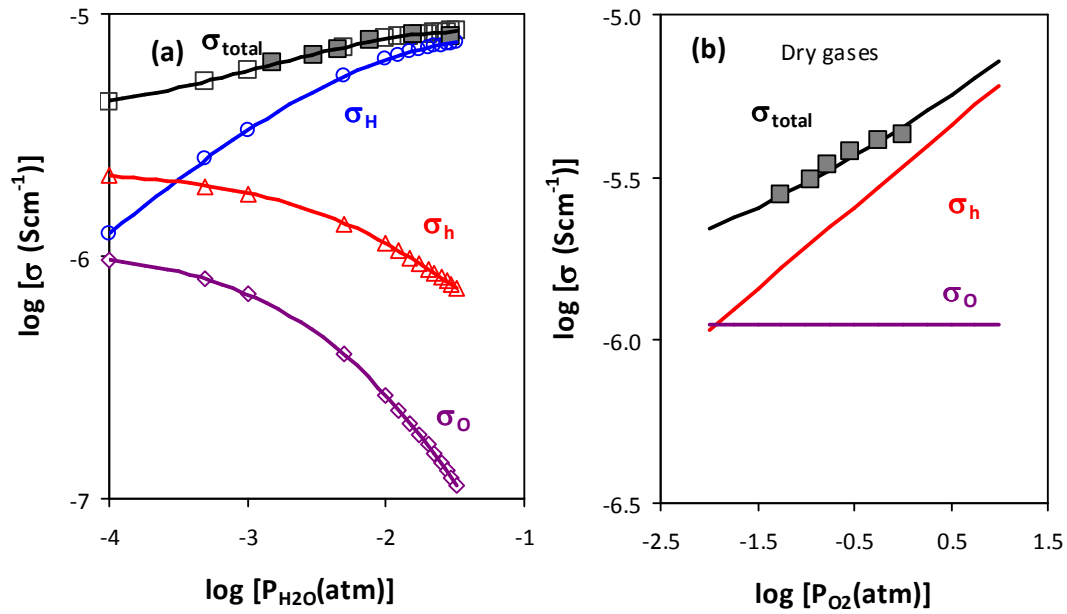 -5
(a)
σtotal
σH
σh
σO
-6
-7
log [σ (Scm⁻¹)]
-4
-3
-2
-1
log [PH2O(atm)]
-5.0
(b)
Dry gases
σtotal
-5.5
σh
σO
-6.0
-6.5
log [σ (Scm⁻¹)]
-2.5
-1.5
-0.5
0.5
1.5
log [PO2(atm)]